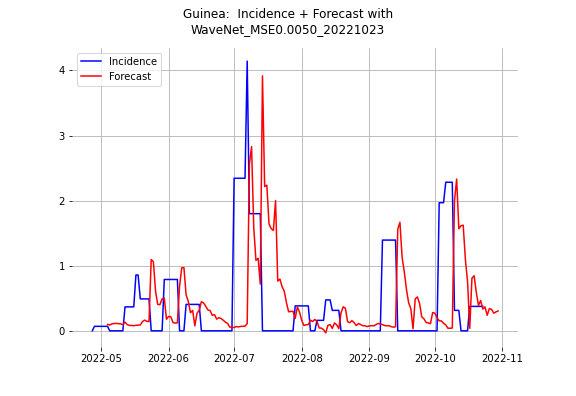 Guinea:  Incidence + Forecast with
WaveNet_MSE0.0050_20221023
Incidence
Forecast
4
3
2
1
0
2022-05 2022-06 2022-07 2022-08 2022-09 2022-10 2022-11